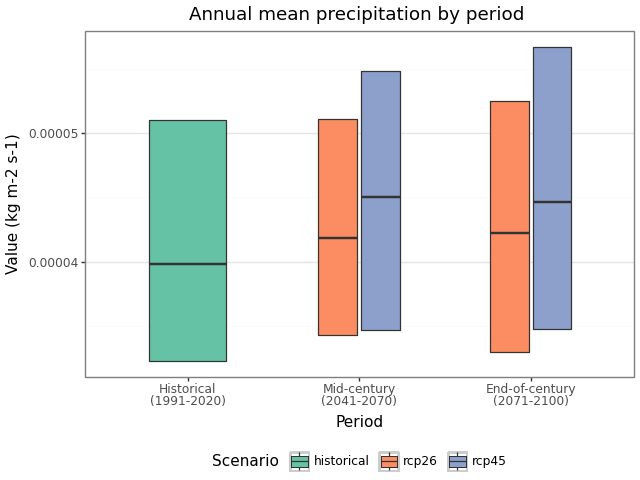 Annual mean precipitation by period
Value (kg m-2 s-1)
0.00005
0.00004
Historical
(1991-2020)
Mid-century
(2041-2070)
End-of-century
(2071-2100)
Period
Scenario historical rcp26 rcp45